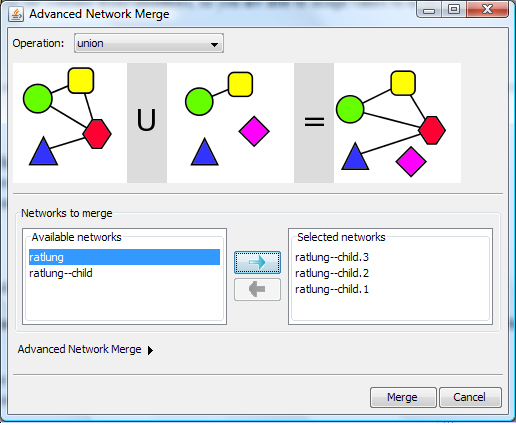 Advanced Network Merge
Operation: union
U =
Networks to merge
Available networks
ratlung
ratlung--child
Selected networks
ratlung--child.3
ratlung--child.2
ratlung--child.1
Advanced Network Merge
Merge Cancel